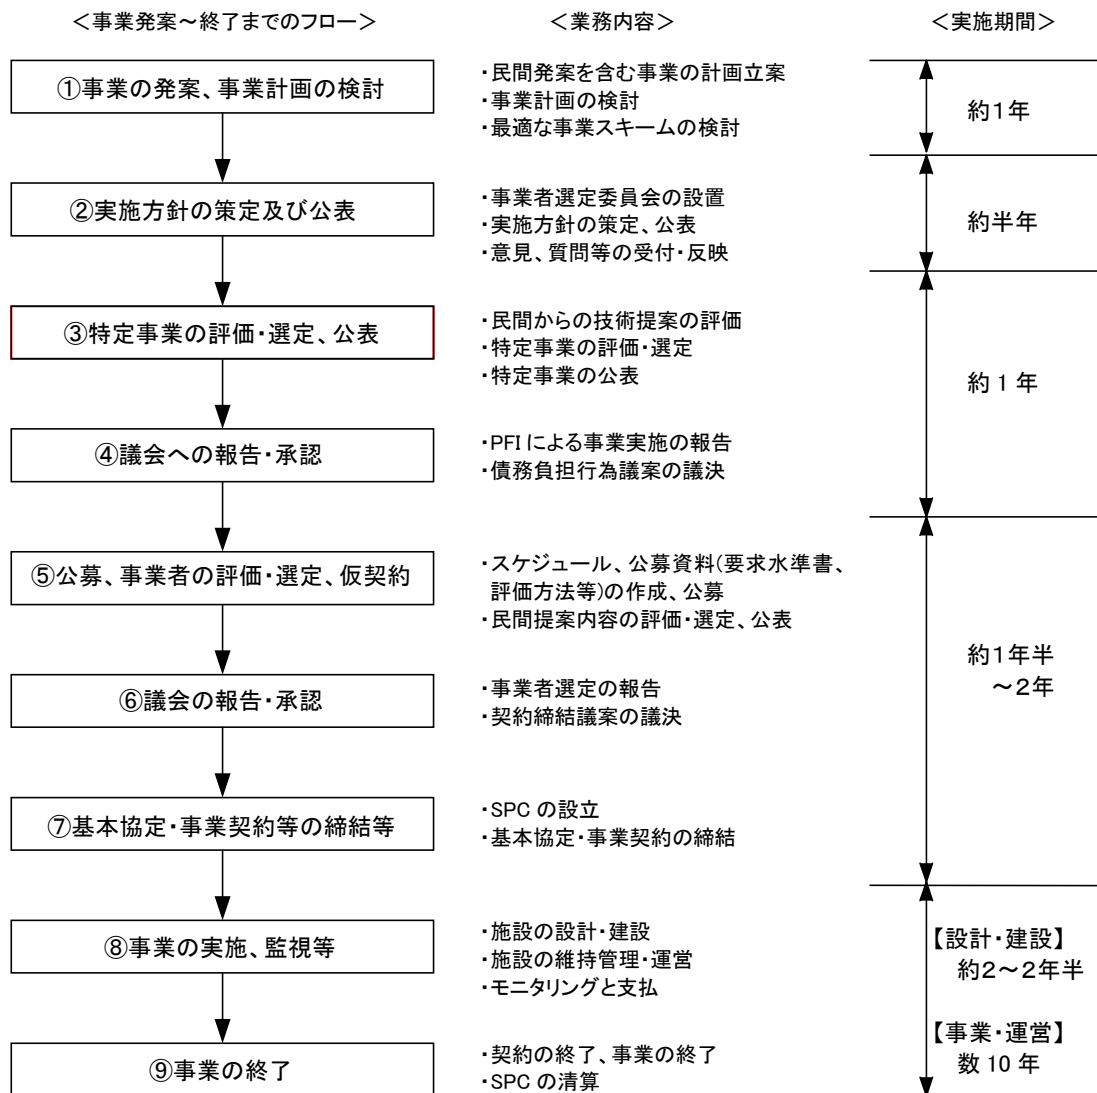 <事業発案~終了までのフロー>
<業務内容>
<実施期間>
①事業の発案、事業計画の検討
・民間発案を含む事業の計画立案
・事業計画の検討
・最適な事業スキームの検討
約1年
②実施方針の策定及び公表
・事業者選定委員会の設置
・実施方針の策定、公表
・意見、質問等の受付・反映
約半年
③特定事業の評価・選定、公表
・民間からの技術提案の評価
・特定事業の評価・選定
・特定事業の公表
約1年
④議会への報告・承認
・PFIによる事業実施の報告
・債務負担行為議案の議決
⑤公募、事業者の評価・選定、仮契約
・スケジュール、公募資料(要求水準書、
評価方法等)の作成、公募
・民間提案内容の評価・選定、公表
約1年半
~2年
⑥議会の報告・承認
・事業者選定の報告
・契約締結議案の議決
⑦基本協定・事業契約等の締結等
・SPCの設立
・基本協定・事業契約の締結
⑧事業の実施、監視等
・施設の設計・建設
・施設の維持管理・運営
・モニタリングと支払
【設計・建設】
約2~2年半
⑨事業の終了
・契約の終了、事業の終了
・SPCの清算
【事業・運営】
数10年